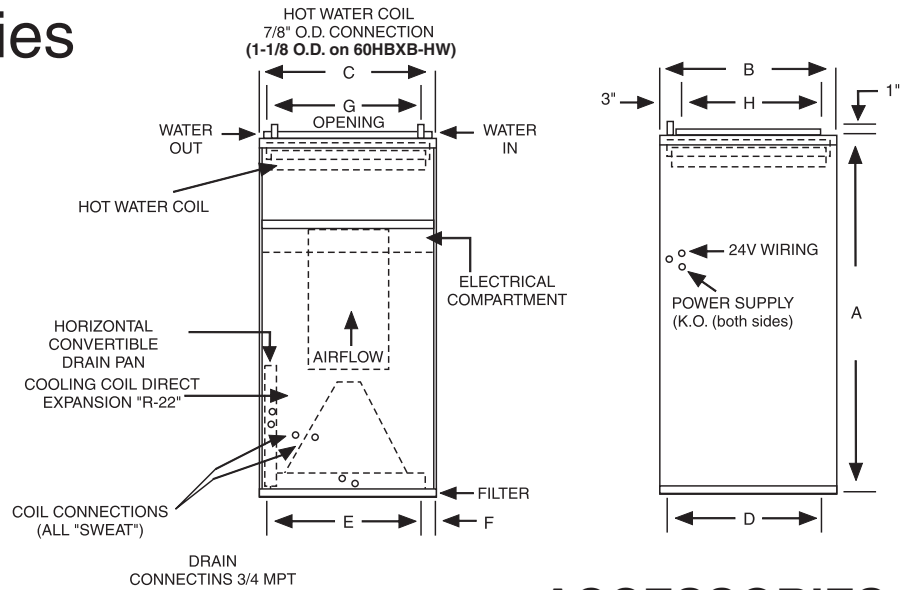 ies
HOT WATER COIL
7/8" O.D. CONNECTION
(1-1/8 O.D. on 60HBXB-HW)
C
G
OPENING
WATER
OUT
WATER
IN
HOT WATER COIL
ELECTRICAL
COMPARTMENT
HORIZONTAL
CONVERTIBLE
DRAIN PAN
AIRFLOW
COOLING COIL DIRECT
EXPANSION "R-22"
COIL CONNECTIONS
(ALL "SWEAT")
FILTER
E
F
DRAIN
CONNECTINS 3/4 MPT
B
3"
H
1"
24V WIRING
POWER SUPPLY
(K.O. (both sides)
A
D
ACCESSORIES